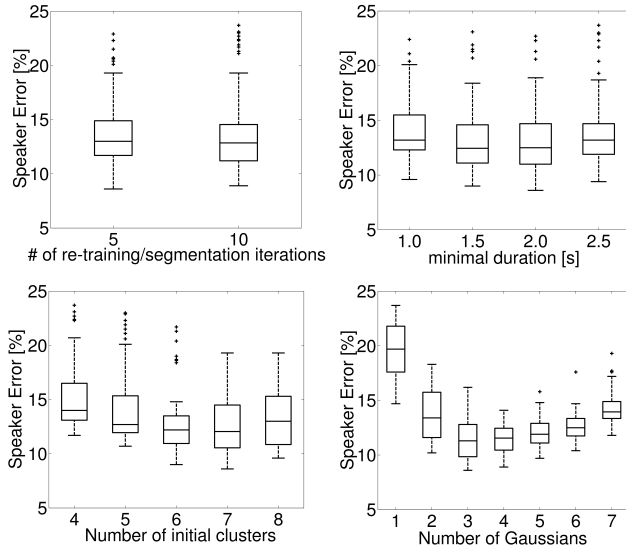 25
20
15
10
5
Speaker Error [%]
5 10
# of re-training/segmentation iterations
25
20
15
10
5
Speaker Error [%]
1.0 1.5 2.0 2.5
minimal duration [s]
25
20
15
10
5
Speaker Error [%]
4 5 6 7 8
Number of initial clusters
25
20
15
10
5
Speaker Error [%]
1 2 3 4 5 6 7
Number of Gaussians